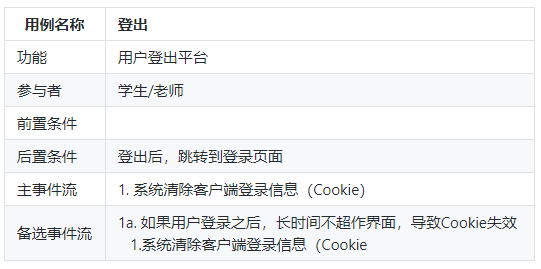 用例名称 登出
功能 用户登出平台
参与者 学生/老师
前置条件
后置条件 登出后，跳转到登录页面
主事件流 1. 系统清除客户端登录信息（Cookie）
备选事件流 1a. 如果用户登录之后，长时间不超作界面，导致Cookie失效
1.系统清除客户端登录信息（Cookie